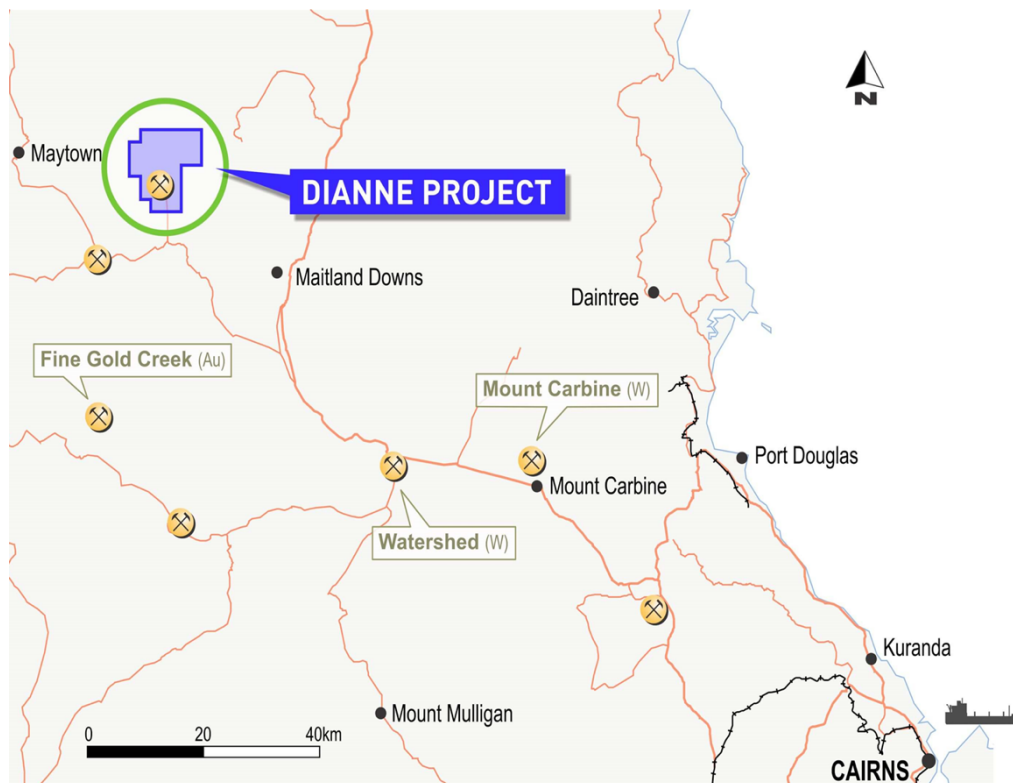 N
Maytown
DIANNE PROJECT
Maitland Downs
Daintree
Fine Gold Creek (Au)
Mount Carbine (W)
Port Douglas
Mount Carbine
Watershed (W)
Kuranda
Mount Mulligan
0 20 40km
CAIRNS